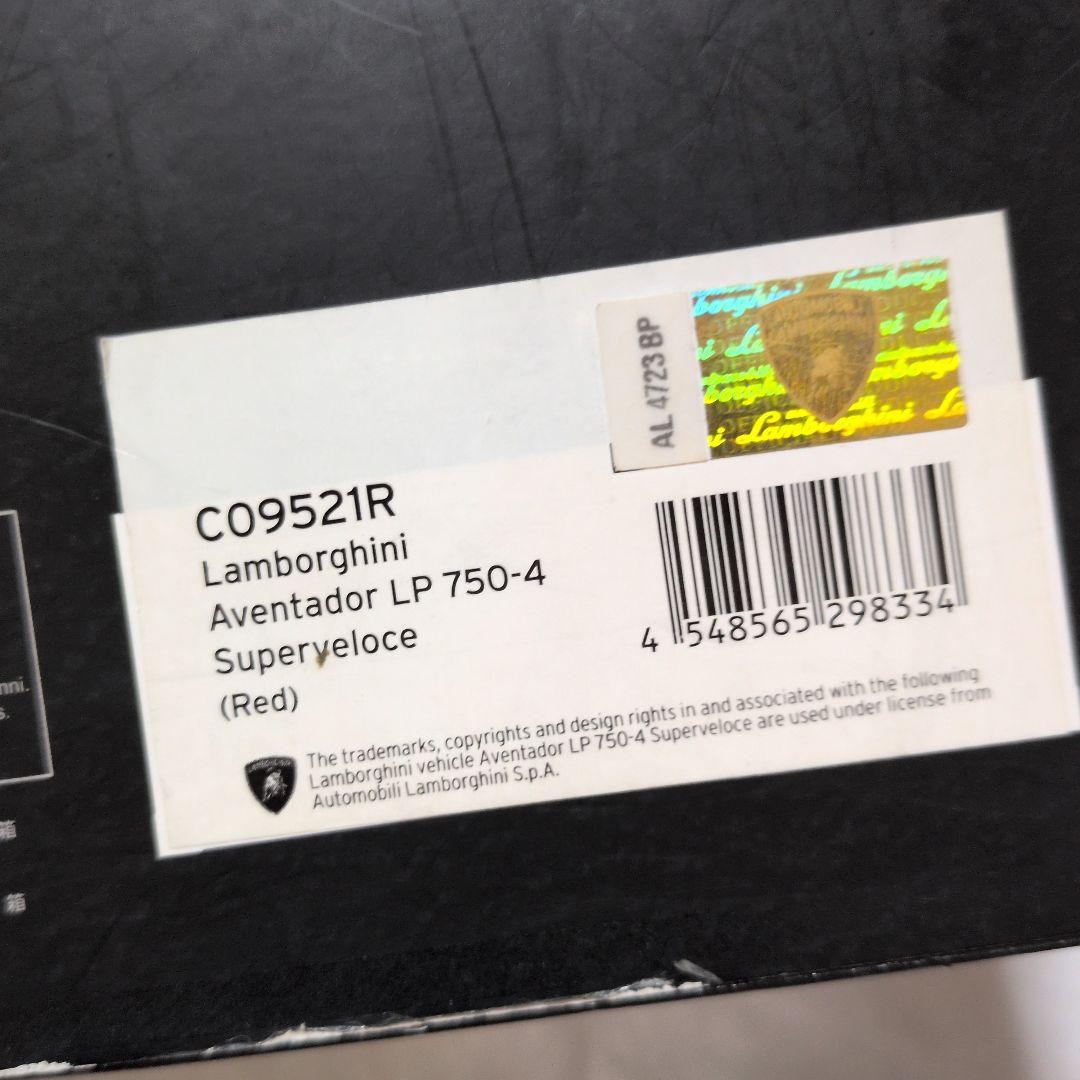 AL 4723 BP
Lamborghini
Lamborghini
C09521R
Lamborghini
Aventador LP 750-4
Superveloce
(Red)
4 548565 298334
The trademarks, copyrights and design rights in and associated with the following
Lamborghini vehicle Aventador LP 750-4 Superveloce are used under license from
Automobili Lamborghini S.p.A.
箱
箱